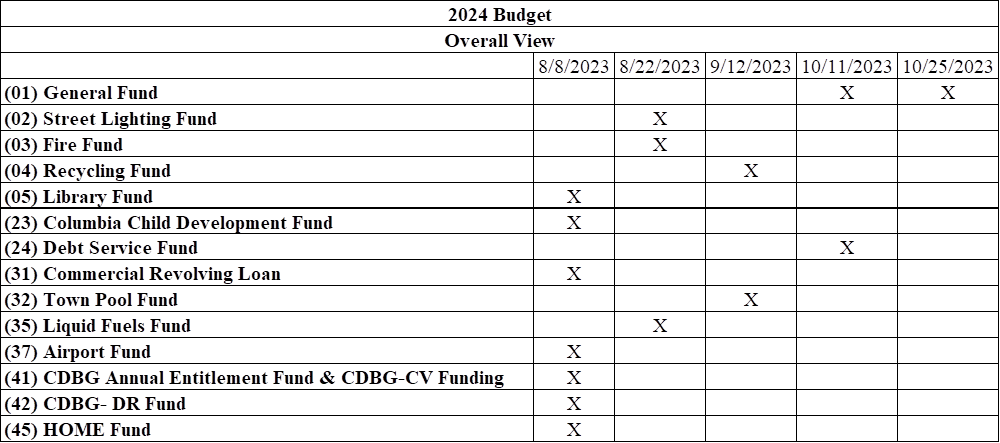 2024 Budget
Overall View
8/8/2023 8/22/2023 9/12/2023 10/11/2023 10/25/2023
(01) General Fund X X
(02) Street Lighting Fund X
(03) Fire Fund X
(04) Recycling Fund X
(05) Library Fund X
(23) Columbia Child Development Fund X
(24) Debt Service Fund X
(31) Commercial Revolving Loan X
(32) Town Pool Fund X
(35) Liquid Fuels Fund X
(37) Airport Fund X
(41) CDBG Annual Entitlement Fund & CDBG-CV Funding X
(42) CDBG- DR Fund X
(45) HOME Fund X